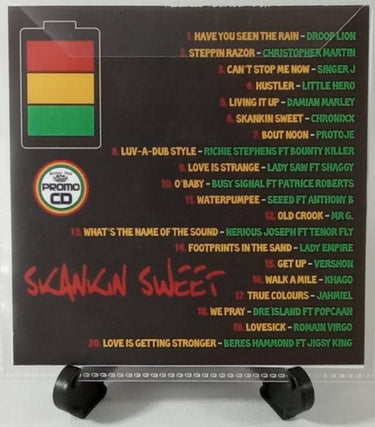 1. HAVE YOU SEEN THE RAIN - DROOP LION
2. STEPPIN RAZOR - CHRISTOPHER MARTIN
3. CAN'T STOP ME NOW - SINGER J
4. HUSTLER - LITTLE HERO
5. LIVING IT UP - DAMIAN MARLEY
6. SKANKIN SWEET - CHRONIXX
7. BOUT NOON - PROTOJE
8. LUV-A-DUB STYLE - RICHIE STEPHENS FT BOUNTY KILLER
9. LOVE IS STRANGE - LADY SAW FT SHAGGY
10. O'BABY - BUSY SIGNAL FT PATRICE ROBERTS
11. WATERPUMPEE - SEEED FT ANTHONY B
12. OLD CROOK - MR G.
13. WHAT'S THE NAME OF THE SOUND - NERIOUS JOSEPH FT TENOR FLY
14. FOOTPRINTS IN THE SAND - LADY EMPIRE
15. GET UP - VERSHON
16. WALK A MILE - KHAGO
17. TRUE COLOURS - JAHMIEL
18. WE PRAY - DRE ISLAND FT POPCAAN
19. LOVESICK - ROMAIN VIRGO
20. LOVE IS GETTING STRONGER - BERES HAMMOND FT JIGSY KING
PROMO
CD
SKANKIN SWEET